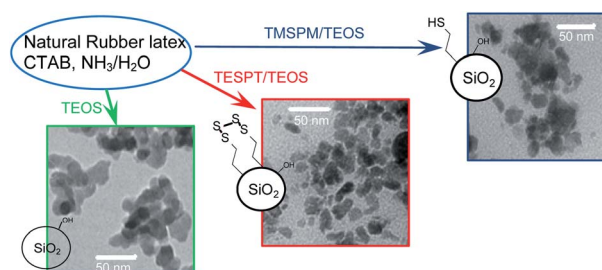 Natural Rubber latex
CTAB, NH₃/H₂O
TMSPM/TEOS
TESPT/TEOS
TEOS
HS
OH
SiO₂
50 nm
S S
S S
OH
SiO₂
50 nm
OH
SiO₂
50 nm